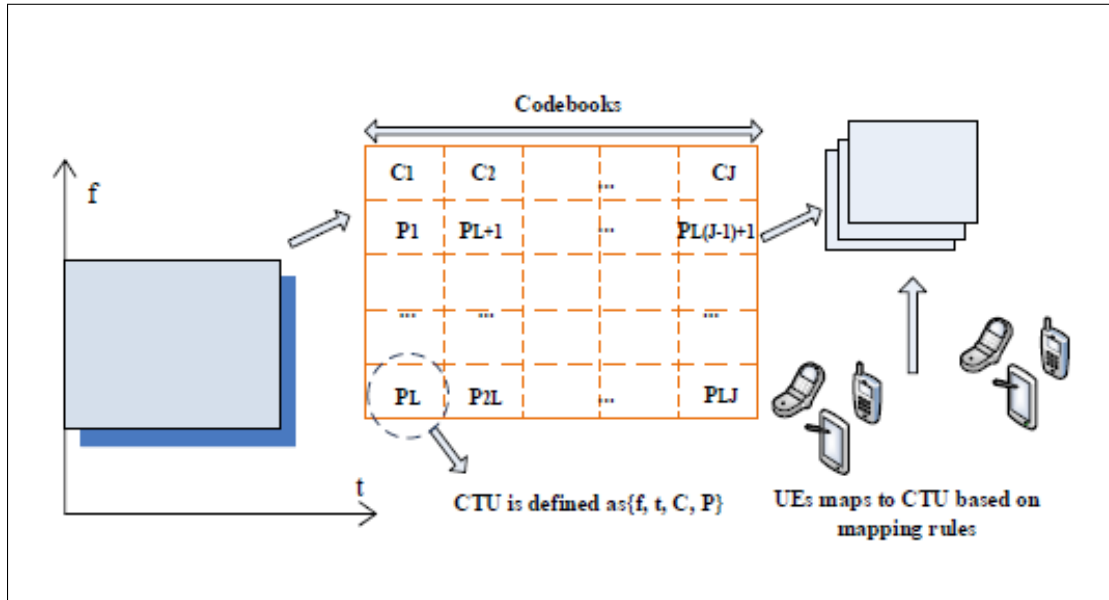 Codebooks
f
C1 C2 ... CJ
P1 PL+1 ... PL(J-1)+1
... ... ... ...
PL P2L ... PLJ
t
CTU is defined as{f, t, C, P}
UEs maps to CTU based on
mapping rules